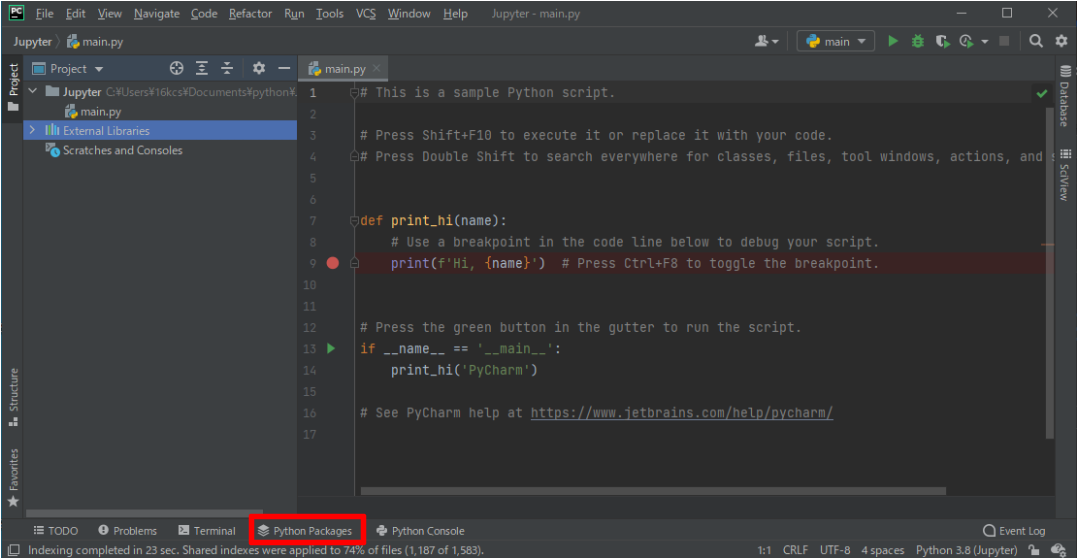 PC File Edit View Navigate Code Refactor Run Tools VCS Window Help Jupyter - main.py
Jupyter main.py
main
Project
Project
main.py
Jupyter C:¥Users¥16kcs¥Documents¥python¥.
main.py
External Libraries
Scratches and Consoles
1 # This is a sample Python script.
2
3 # Press Shift+F10 to execute it or replace it with your code.
4 # Press Double Shift to search everywhere for classes, files, tool windows, actions, and s
5
6
7 def print_hi(name):
8 # Use a breakpoint in the code line below to debug your script.
9 print(f'Hi, {name}') # Press Ctrl+F8 to toggle the breakpoint.
10
11
12 # Press the green button in the gutter to run the script.
13 if __name__ == '__main__':
14 print_hi('PyCharm')
15
16 # See PyCharm help at https://www.jetbrains.com/help/pycharm/
17
Database
SciView
Structure
Favorites
TODO Problems Terminal Python Packages Python Console Event Log
Indexing completed in 23 sec. Shared indexes were applied to 74% of files (1,187 of 1,583). 1:1 CRLF UTF-8 4 spaces Python 3.8 (Jupyter)